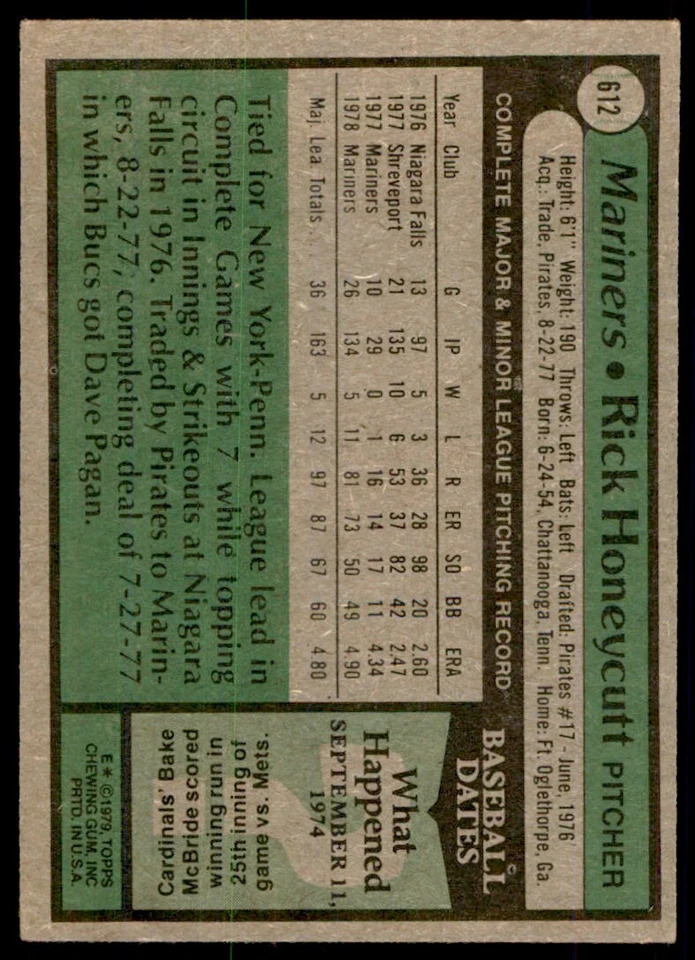 612
Mariners • Rick Honeycutt PITCHER
Height: 6'1" Weight: 190 Throws: Left Bats: Left Drafted: Pirates #17 - June, 1976
Acq.: Trade, Pirates, 8-22-77 Born: 6-24-54, Chattanooga, Tenn. Home: Ft. Oglethorpe, Ga.
COMPLETE MAJOR & MINOR LEAGUE PITCHING RECORD
Year Club G IP W L R ER SO BB ERA
1976 Niagara Falls 13 97 5 3 36 28 98 20 2.60
1977 Shreveport 21 135 10 6 53 37 82 42 2.47
1977 Mariners 10 29 0 1 16 14 17 11 4.34
1978 Mariners 26 134 5 11 81 73 50 49 4.90
Maj. Lea. Totals ... 36 163 5 12 97 87 67 60 4.80
Tied for New York-Penn. League lead in
Complete Games with 7 while topping
circuit in Innings & Strikeouts at Niagara
Falls in 1976. Traded by Pirates to Marin-
ers, 8-22-77, completing deal of 7-27-77
in which Bucs got Dave Pagan.
BASEBALL
DATES
What
Happened
SEPTEMBER 11,
1974
Cardinals' Bake
McBride scored
winning run in
25th inning of
game vs. Mets.
E * ©1979, TOPPS
CHEWING GUM, INC
PRTD. IN U.S.A.